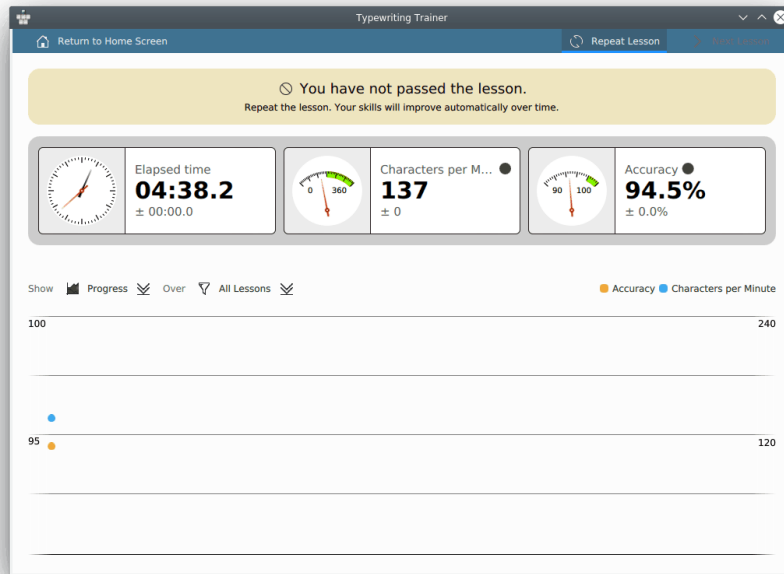 Typewriting Trainer
Return to Home Screen
Repeat Lesson
You have not passed the lesson.
Repeat the lesson. Your skills will improve automatically over time.
Elapsed time
04:38.2
± 00:00.0
0 360
Characters per M...
137
± 0
90 100
Accuracy
94.5%
± 0.0%
Show Progress Over All Lessons
Accuracy Characters per Minute
100 240
95 120